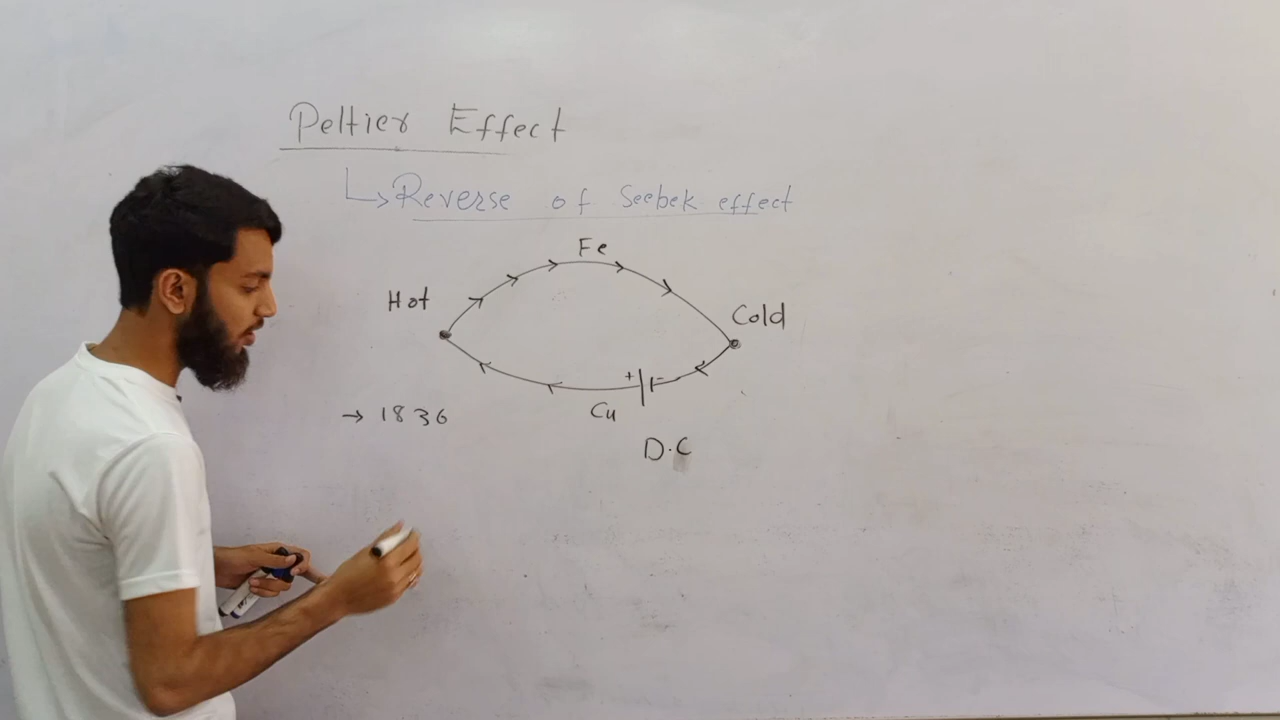 Peltier Effect
↳ Reverse of Seebek effect
Fe
Hot
Cold
+ -
Cu
→ 1836
D.C